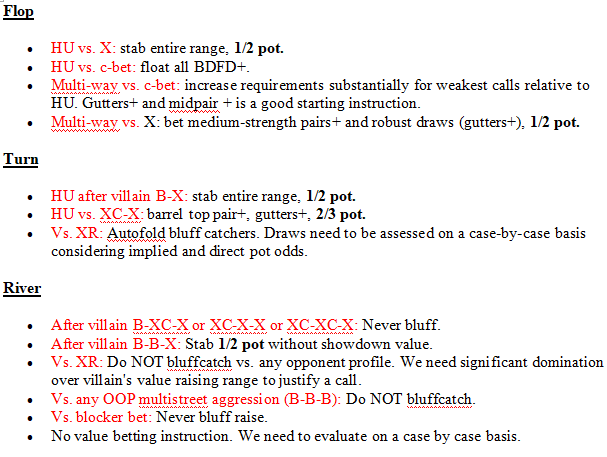 Flop
• HU vs. X: stab entire range, 1/2 pot.
• HU vs. c-bet: float all BDFD+.
• Multi-way vs. c-bet: increase requirements substantially for weakest calls relative to
HU. Gutters+ and midpair + is a good starting instruction.
• Multi-way vs. X: bet medium-strength pairs+ and robust draws (gutters+), 1/2 pot.
Turn
• HU after villain B-X: stab entire range, 1/2 pot.
• HU vs. XC-X: barrel top pair+, gutters+, 2/3 pot.
• Vs. XR: Autofold bluff catchers. Draws need to be assessed on a case-by-case basis
considering implied and direct pot odds.
River
• After villain B-XC-X or XC-X-X or XC-XC-X: Never bluff.
• After villain B-B-X: Stab 1/2 pot without showdown value.
• Vs. XR: Do NOT bluffcatch vs. any opponent profile. We need significant domination
over villain's value raising range to justify a call.
• Vs. any OOP multistreet aggression (B-B-B): Do NOT bluffcatch.
• Vs. blocker bet: Never bluff raise.
• No value betting instruction. We need to evaluate on a case by case basis.